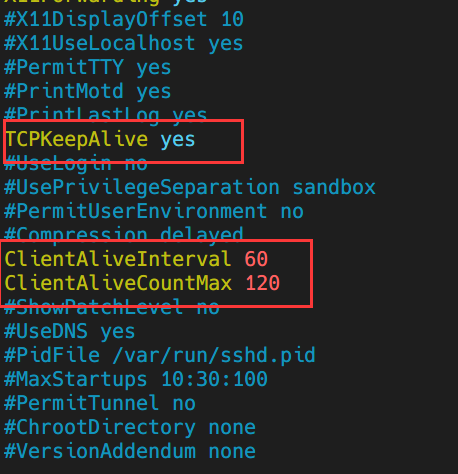 X11Forwarding yes
#X11DisplayOffset 10
#X11UseLocalhost yes
#PermitTTY yes
#PrintMotd yes
#PrintLastLog yes
TCPKeepAlive yes
#UseLogin no
#UsePrivilegeSeparation sandbox
#PermitUserEnvironment no
#Compression delayed
ClientAliveInterval 60
ClientAliveCountMax 120
#ShowPatchLevel no
#UseDNS yes
#PidFile /var/run/sshd.pid
#MaxStartups 10:30:100
#PermitTunnel no
#ChrootDirectory none
#VersionAddendum none